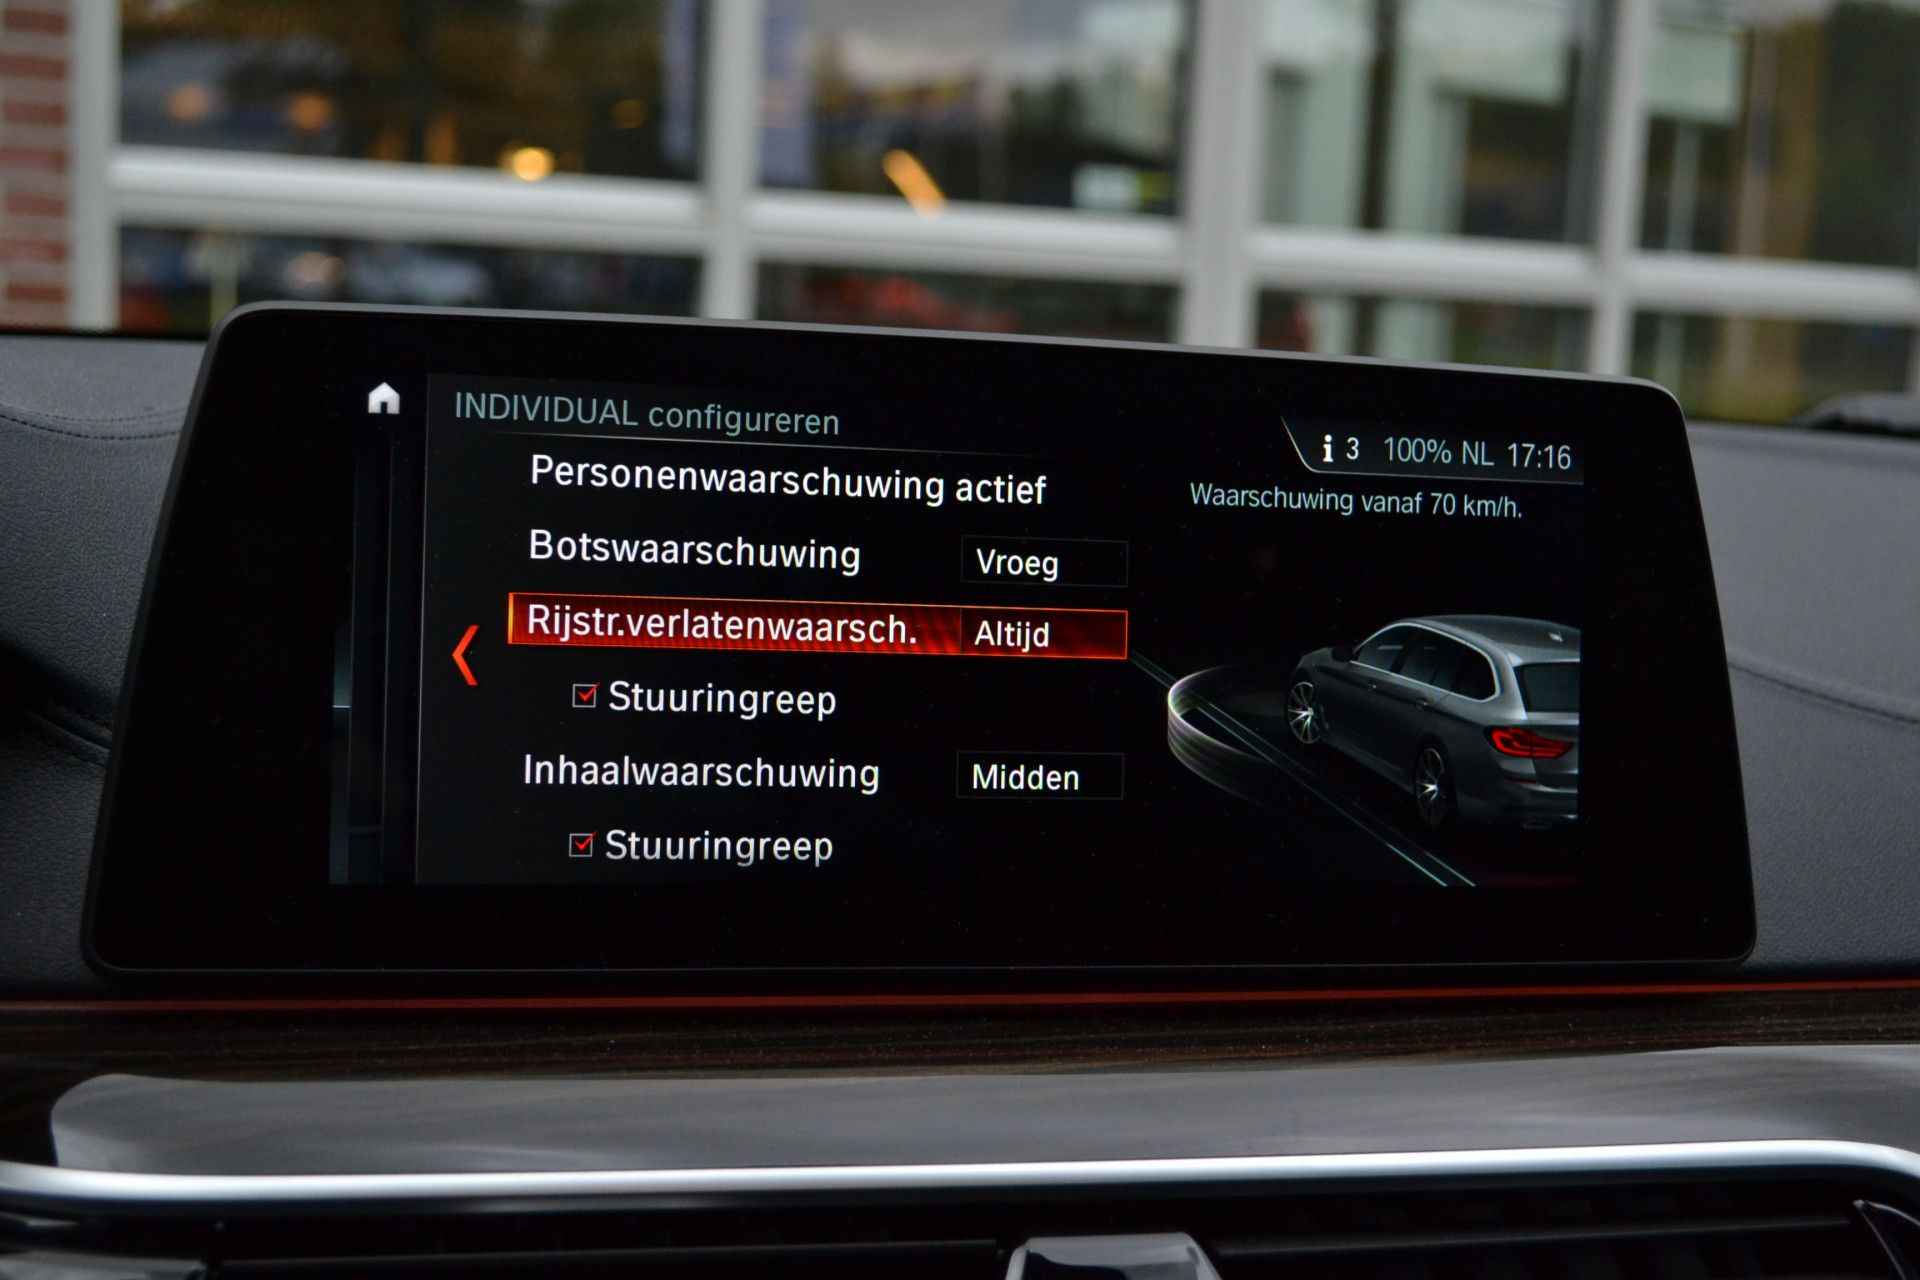 INDIVIDUAL configureren
i 3 100% NL 17:16
Personenwaarschuwing actief
Waarschuwing vanaf 70 km/h.
Botswaarschuwing Vroeg
Rijstr.verlatenwaarsch. Altijd
Stuuringreep
Inhaalwaarschuwing Midden
Stuuringreep